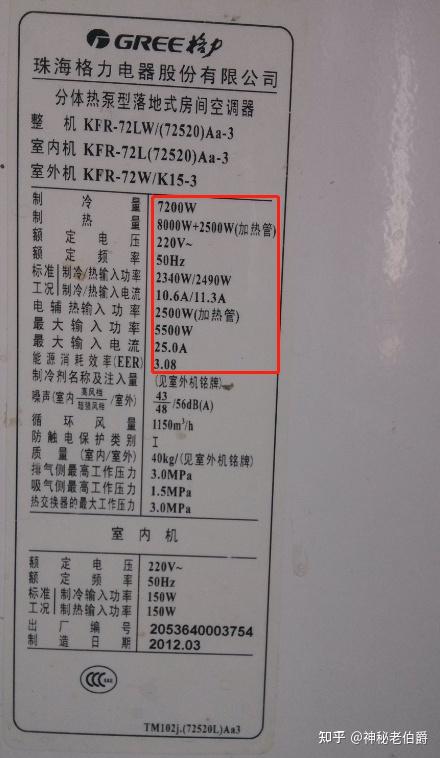 GREE格力
珠海格力电器股份有限公司
分体热泵型落地式房间空调器
整 机 KFR-72LW/(72520)Aa-3
室内机 KFR-72L(72520)Aa-3
室外机 KFR-72W/K15-3
制冷量 7200W
制热量 8000W+2500W(加热管)
额定电压 220V~
额定频率 50Hz
标准 制冷/热输入功率 2340W/2490W
工况 制冷/热输入电流 10.6A/11.3A
电辅热输入功率 2500W(加热管)
最大输入功率 5500W
最大输入电流 25.0A
能源消耗效率(EER) 3.08
制冷剂名称及注入量 (见室外机铭牌)
噪声(室内 高风档/超强风档 /室外) 43/48 /56dB(A)
循环风量 1150m³/h
防触电保护类别 I
质量(室内/室外) 40kg/(见室外机铭牌)
排气侧最高工作压力 3.0MPa
吸气侧最高工作压力 1.5MPa
热交换器的最大工作压力 3.0MPa
室内机
额定电压 220V~
额定频率 50Hz
标准 制冷输入功率 150W
工况 制热输入功率 150W
出厂编号 2053640003754
制造日期 2012.03
TM102j.(72520L)Aa3
知乎 @神秘老伯爵